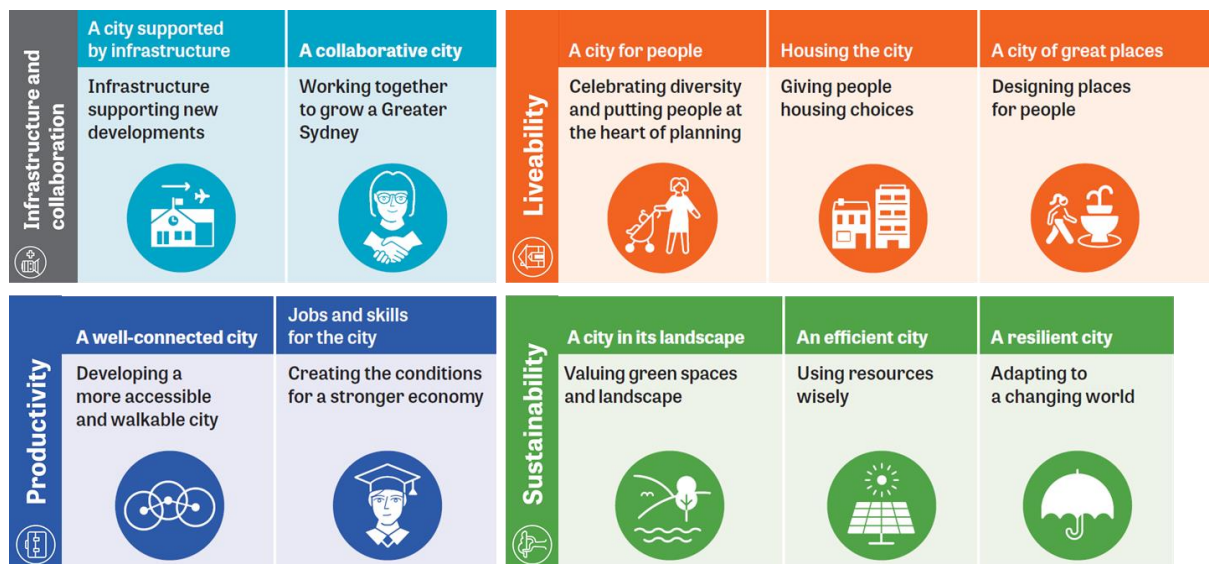 Infrastructure and
collaboration
A city supported
by infrastructure
Infrastructure
supporting new
developments
A collaborative city
Working together
to grow a Greater
Sydney
Liveability
A city for people
Celebrating diversity
and putting people at
the heart of planning
Housing the city
Giving people
housing choices
A city of great places
Designing places
for people
Productivity
A well-connected city
Developing a
more accessible
and walkable city
Jobs and skills
for the city
Creating the conditions
for a stronger economy
Sustainability
A city in its landscape
Valuing green spaces
and landscape
An efficient city
Using resources
wisely
A resilient city
Adapting to
a changing world